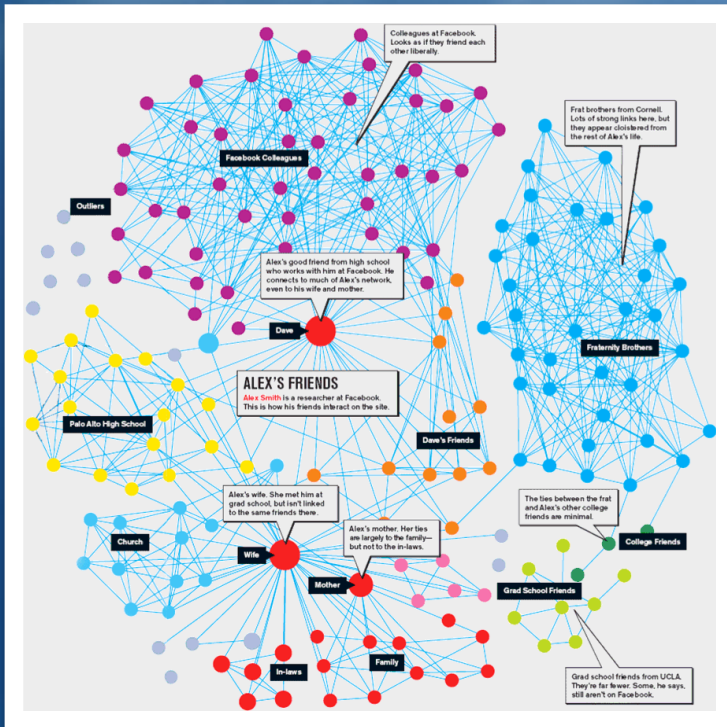 Colleagues at Facebook.
Looks as if they friend each
other liberally.
Frat brothers from Cornell.
Lots of strong links here, but
they appear cloistered from
the rest of Alex's life.
Facebook Colleagues
Outliers
Alex's good friend from high school
who works with him at Facebook. He
connects to much of Alex's network,
even to his wife and mother.
Dave
Fraternity Brothers
ALEX'S FRIENDS
Alex Smith is a researcher at Facebook.
This is how his friends interact on the site.
Palo Alto High School
Dave's Friends
Alex's wife. She met him at
grad school, but isn't linked
to the same friends there.
The ties between the frat
and Alex's other college
friends are minimal.
Alex's mother. Her ties
are largely to the family—
but not to the in-laws.
Church
College Friends
Wife
Mother
Grad School Friends
Family
In-laws
Grad school friends from UCLA.
They're far fewer. Some, he says,
still aren't on Facebook.